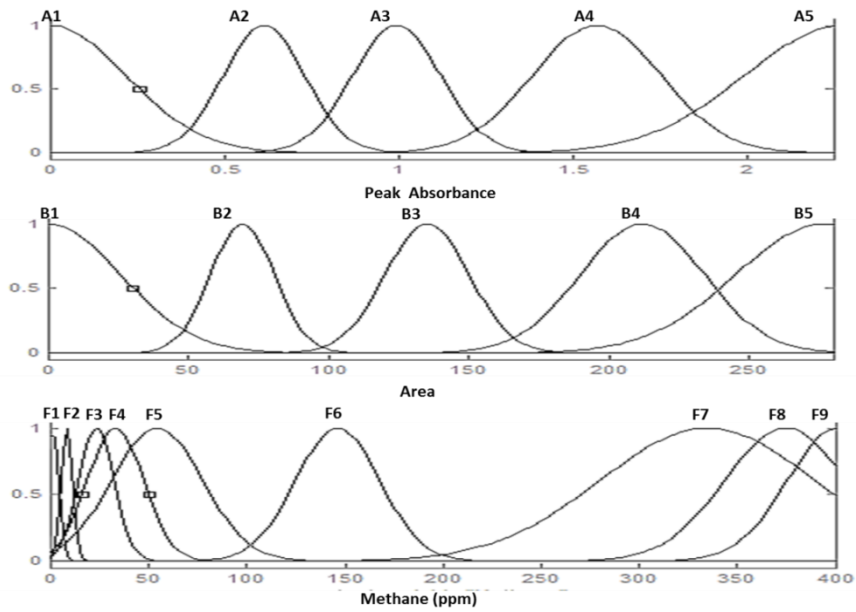 A1 A2 A3 A4 A5
1
0.5
0
0 0.5 1 1.5 2
Peak Absorbance
B1 B2 B3 B4 B5
1
0.5
0
0 50 100 150 200 250
Area
F1 F2 F3 F4 F5 F6 F7 F8 F9
1
0.5
0
0 50 100 150 200 250 300 350 400
Methane (ppm)